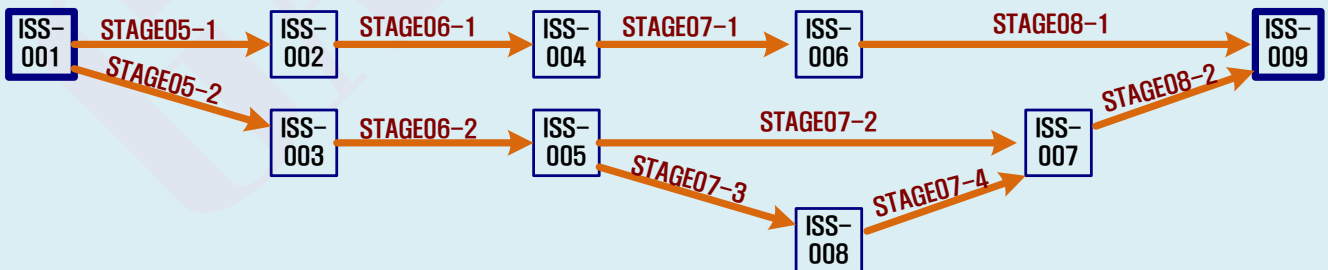 ISS-
001
STAGE05-1
ISS-
002
STAGE06-1
ISS-
004
STAGE07-1
ISS-
006
STAGE08-1
ISS-
009
STAGE05-2
ISS-
003
STAGE06-2
ISS-
005
STAGE07-2
ISS-
007
STAGE08-2
STAGE07-3
ISS-
008
STAGE07-4